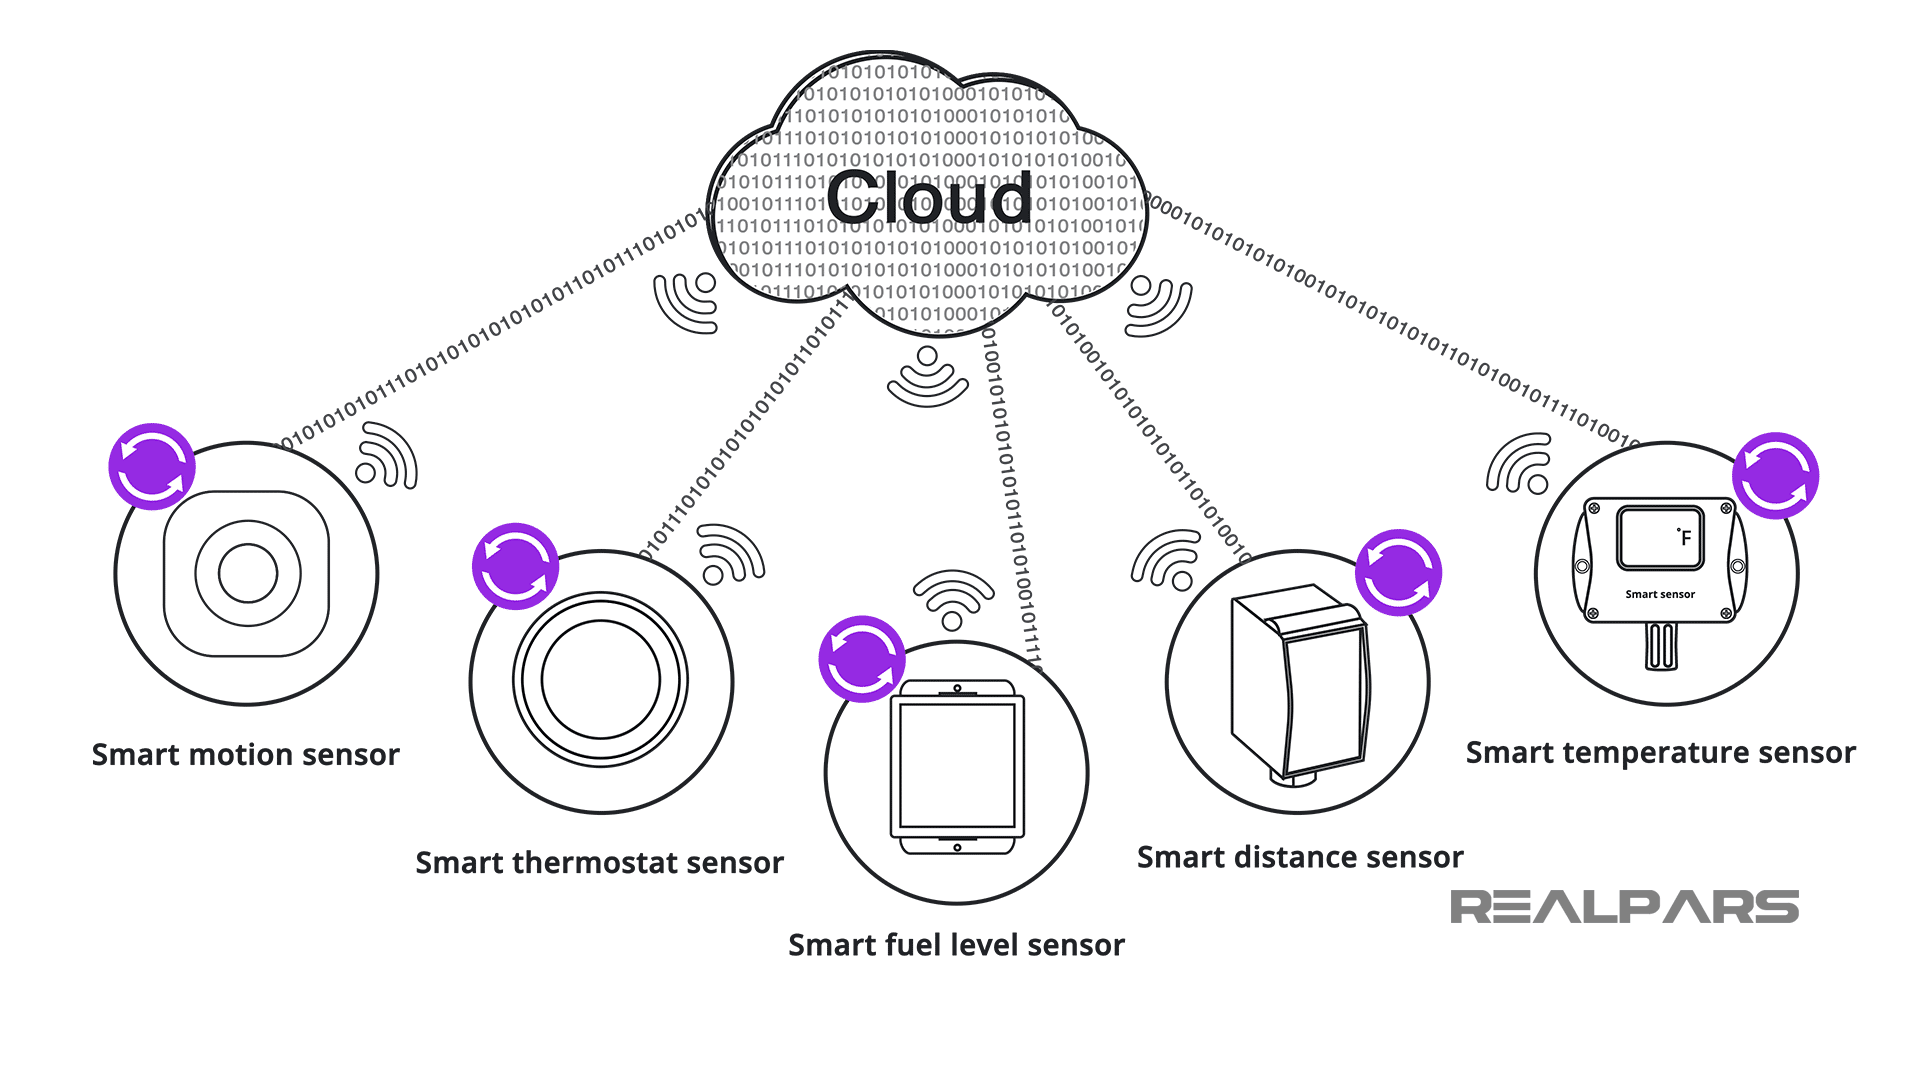 Cloud
°F
Smart sensor
Smart motion sensor
Smart temperature sensor
Smart thermostat sensor
Smart distance sensor
REALPARS
Smart fuel level sensor